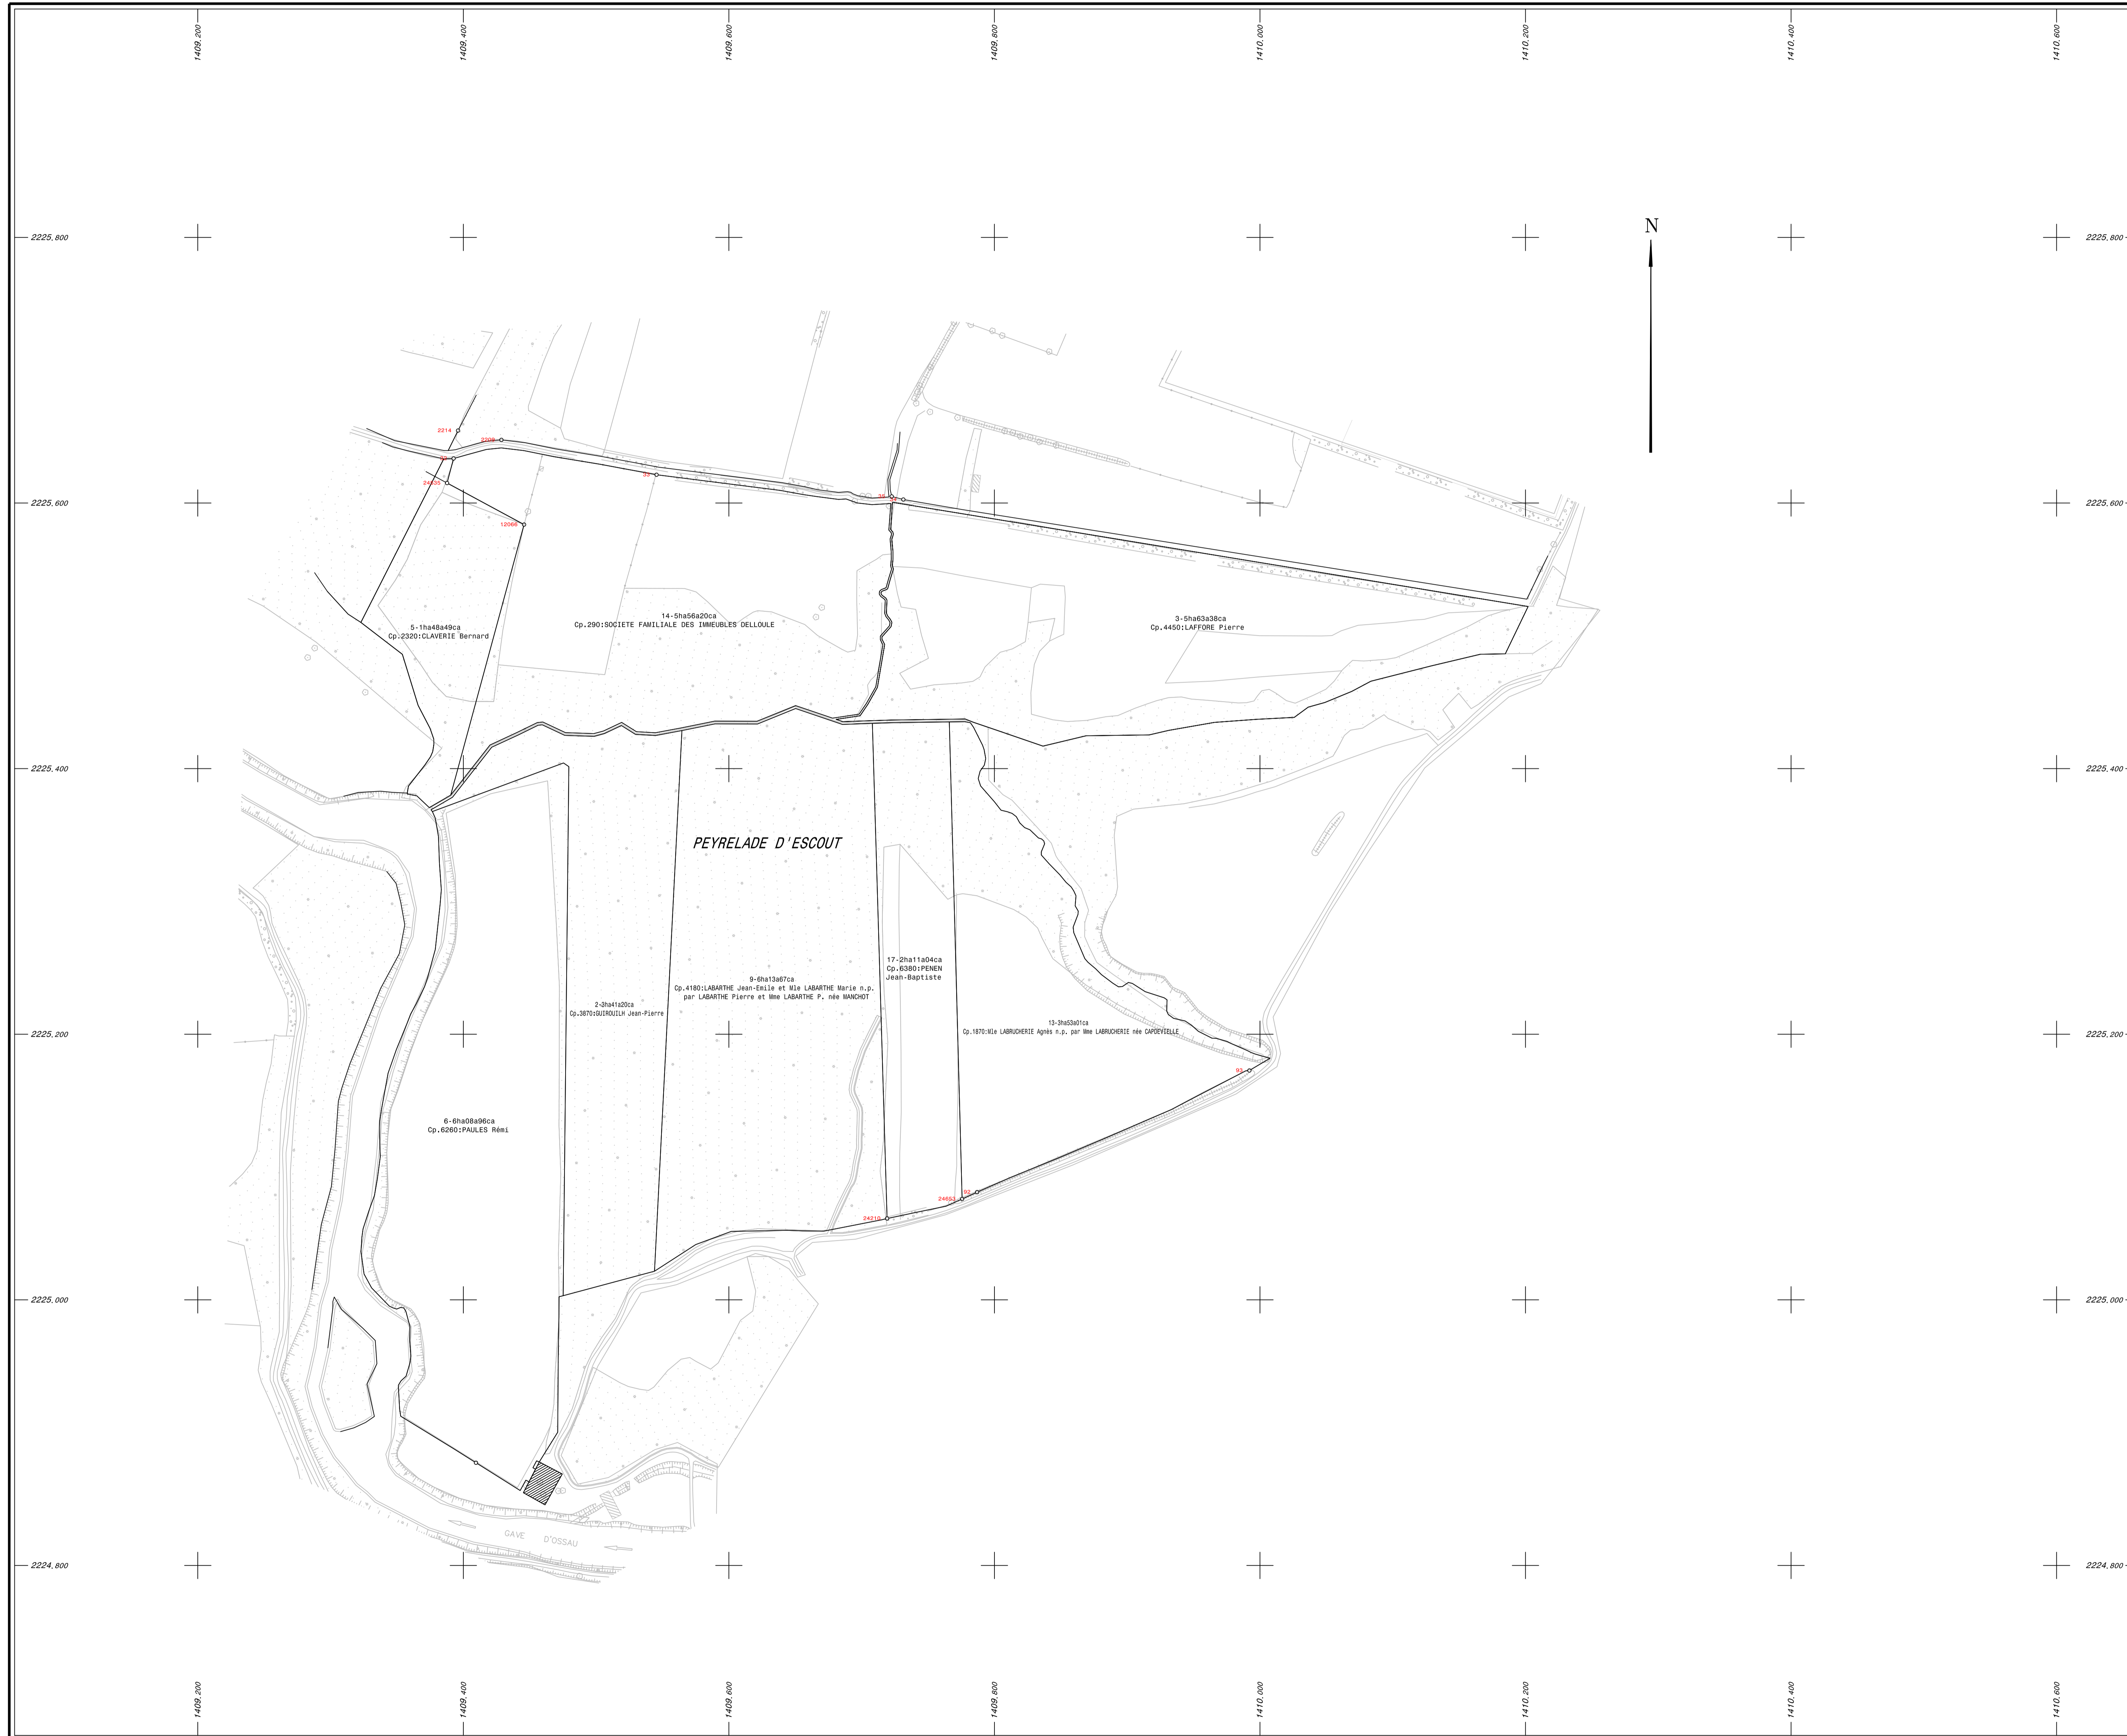 1409,200
1409,400
1409,600
1409,800
1410,000
1410,200
1410,400
1410,600
N
2225,800
2225,800
2214
2209
24835
2225,600
2225,600
12066
5-1ha48a49ca
Cp.2320:CLAVERIE Bernard
14-5ha56a20ca
Cp.290:SOCIETE FAMILIALE DES IMMEUBLES DELLOULE
3-5ha63a38ca
Cp.4450:LAFFORE Pierre
2225,400
2225,400
PEYRELADE D'ESCOUT
17-2ha11a04ca
Cp.6380:PENEN
Jean-Baptiste
9-6ha13a67ca
Cp.4180:LABARTHE Jean-Emile et Mle LABARTHE Marie n.p.
par LABARTHE Pierre et Mme LABARTHE P. née MANCHOT
2-3ha41a20ca
Cp.3870:GUIROUILH Jean-Pierre
13-3ha53a01ca
Cp.1870:Mle LABRUCHERIE Agnès n.p. par Mme LABRUCHERIE née CAPDEVIELLE
2225,200
2225,200
93
6-6ha08a96ca
Cp.6260:PAULES Rémi
92
24653
24210
2225,000
2225,000
GAVE D'OSSAU
2224,800
2224,800
1409,200
1409,400
1409,600
1409,800
1410,000
1410,200
1410,400
1410,600